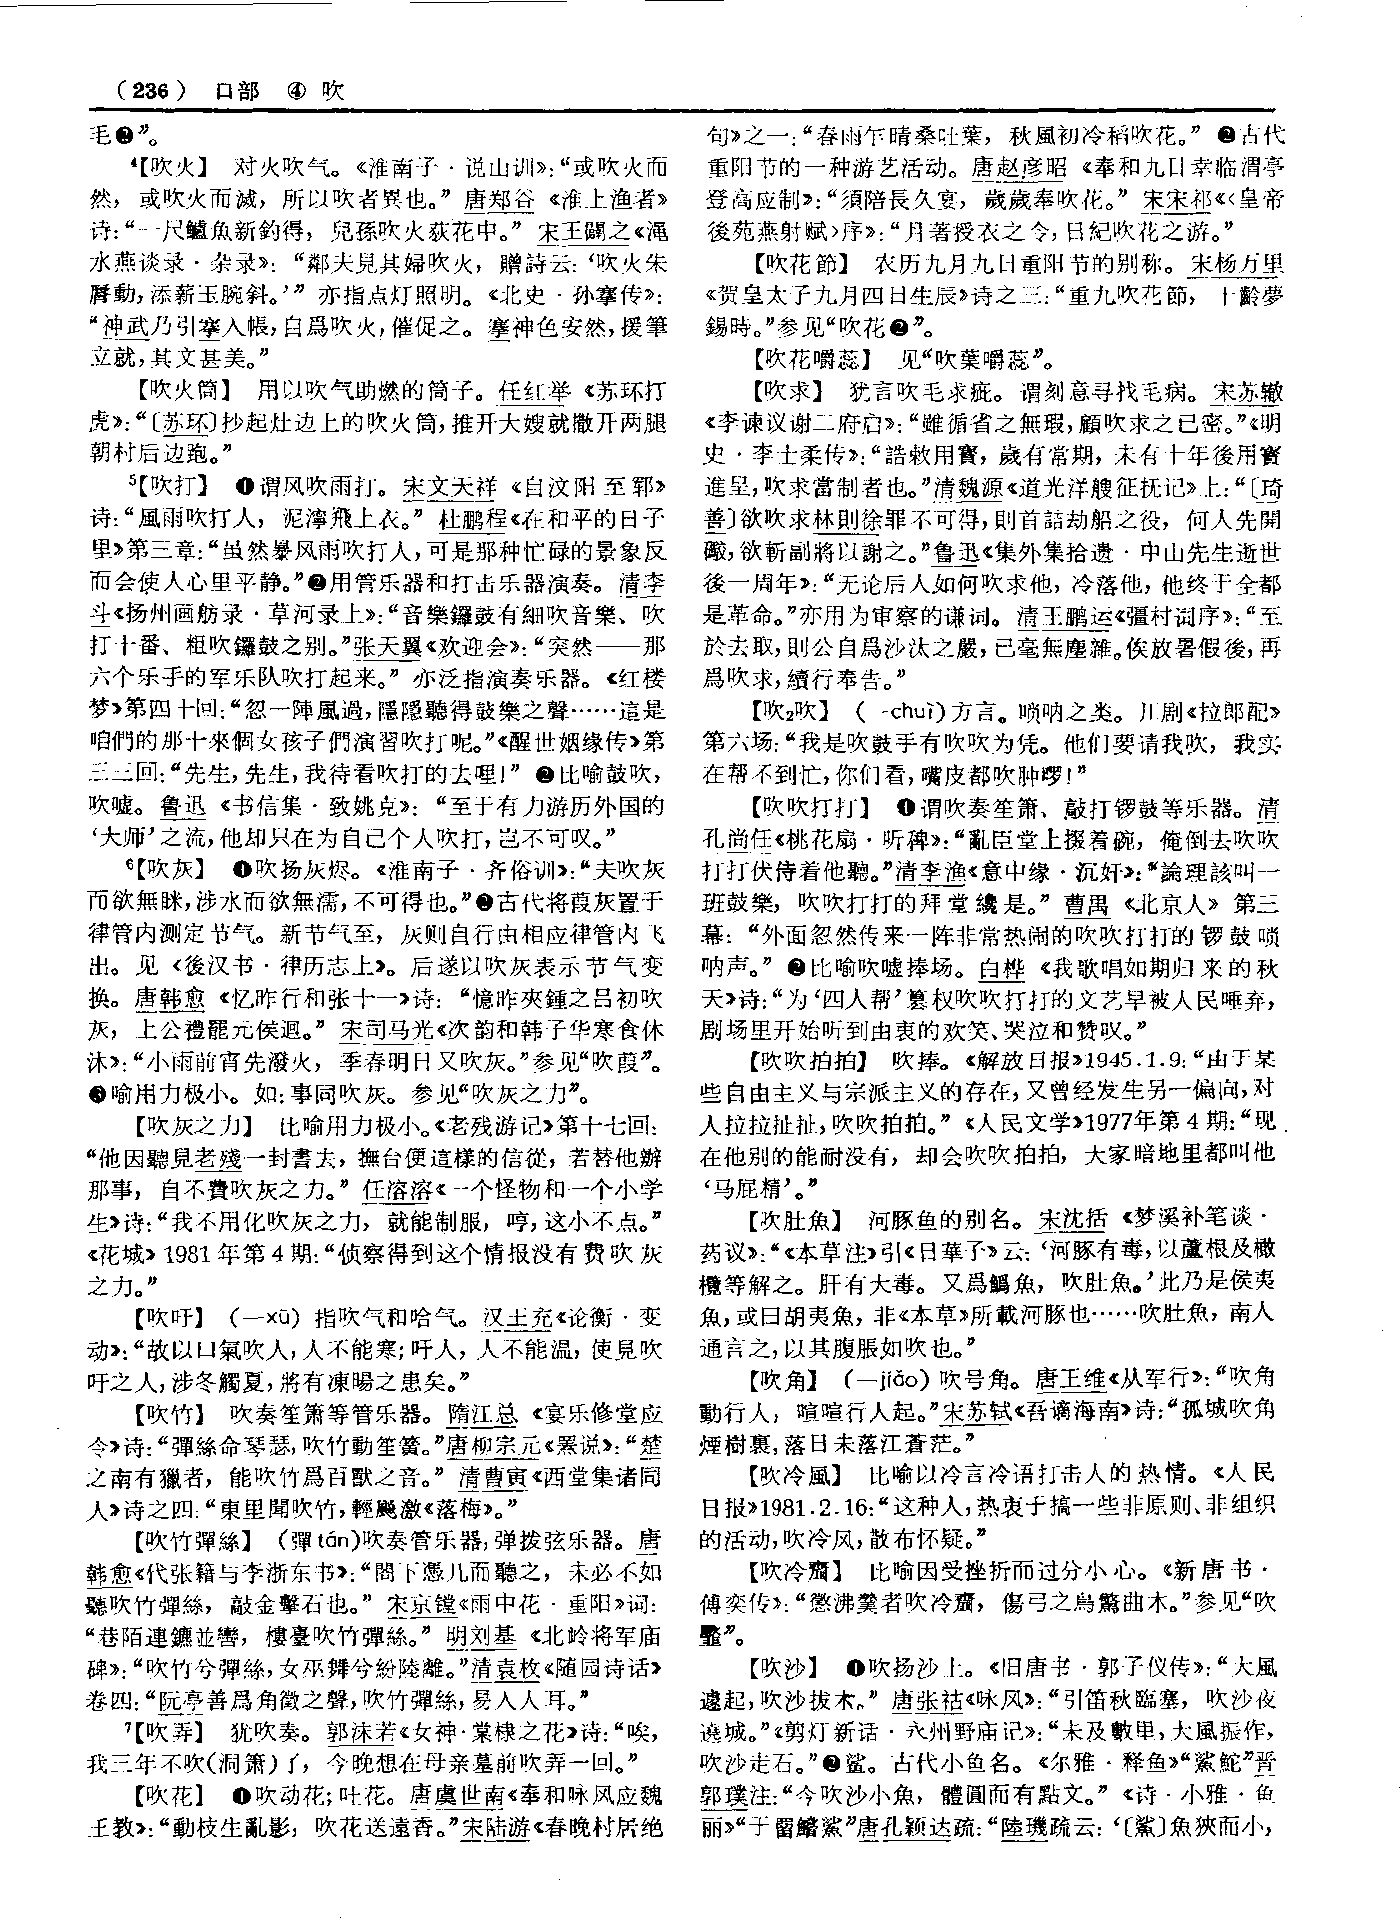 （236） 口部 ④ 吹
毛❷”。
⁴【吹火】 对火吹气。《淮南子·说山训》：“或吹火而
然，或吹火而滅，所以吹者異也。” 唐郑谷《淮上渔者》
诗：“一尺鱸魚新釣得，兒孫吹火荻花中。” 宋王闢之《渑
水燕谈录·杂录》：“鄰夫見其婦吹火，贈詩云：‘吹火朱
脣動，添薪玉腕斜。’” 亦指点灯照明。《北史·孙搴传》：
“神武乃引搴入帳，自爲吹火，催促之。搴神色安然，援筆
立就，其文甚美。”
【吹火筒】 用以吹气助燃的筒子。任红举《苏环打
虎》：“〔苏环〕抄起灶边上的吹火筒，推开大嫂就撒开两腿
朝村后边跑。”
⁵【吹打】 ❶谓风吹雨打。宋文天祥《自汶阳至郓》
诗：“風雨吹打人，泥濘飛上衣。” 杜鹏程《在和平的日子
里》第三章：“虽然暴风雨吹打人，可是那种忙碌的景象反
而会使人心里平静。”❷用管乐器和打击乐器演奏。清李
斗《扬州画舫录·草河录上》：“音樂鑼鼓有細吹音樂、吹
打十番、粗吹鑼鼓之别。”张天翼《欢迎会》：“突然——那
六个乐手的军乐队吹打起来。” 亦泛指演奏乐器。《红楼
梦》第四十回：“忽一陣風過，隱隱聽得鼓樂之聲……這是
咱們的那十來個女孩子們演習吹打呢。”《醒世姻缘传》第
三二回：“先生，先生，我待看吹打的去哩！” ❷比喻鼓吹，
吹嘘。鲁迅《书信集·致姚克》：“至于有力游历外国的
‘大师’之流，他却只在为自己个人吹打，岂不可叹。”
⁶【吹灰】 ❶吹扬灰烬。《淮南子·齐俗训》：“夫吹灰
而欲無眯，涉水而欲無濡，不可得也。”❷古代将葭灰置于
律管内测定节气。新节气至，灰则自行由相应律管内飞
出。见《後汉书·律历志上》。后遂以吹灰表示节气变
换。唐韩愈《忆昨行和张十一》诗：“憶昨夾鍾之吕初吹
灰，上公禮罷元侯迴。” 宋司马光《次韵和韩子华寒食休
沐》：“小雨前宵先潑火，季春明日又吹灰。”参见“吹葭”。
❸喻用力极小。如：事同吹灰。参见“吹灰之力”。
【吹灰之力】 比喻用力极小。《老残游记》第十七回：
“他因聽見老殘一封書去，撫台便這樣的信從，若替他辦
那事，自不費吹灰之力。” 任溶溶《一个怪物和一个小学
生》诗：“我不用化吹灰之力，就能制服，哼，这小不点。”
《花城》1981年第4期：“侦察得到这个情报没有费吹灰
之力。”
【吹吁】 （—xū）指吹气和哈气。汉王充《论衡·变
动》：“故以口氣吹人，人不能寒；吁人，人不能温，使見吹
吁之人，涉冬觸夏，將有凍暘之患矣。”
【吹竹】 吹奏笙箫等管乐器。隋江总《宴乐修堂应
令》诗：“彈絲命琴瑟，吹竹動笙簧。”唐柳宗元《羆说》：“楚
之南有獵者，能吹竹爲百獸之音。” 清曹寅《西堂集诸同
人》诗之四：“東里聞吹竹，輕飈激《落梅》。”
【吹竹彈絲】 （彈tán）吹奏管乐器，弹拨弦乐器。唐
韩愈《代张籍与李浙东书》：“閤下憑几而聽之，未必不如
聽吹竹彈絲，敲金擊石也。” 宋京镗《雨中花·重阳》词：
“巷陌連鑣並轡，樓臺吹竹彈絲。” 明刘基《北岭将军庙
碑》：“吹竹兮彈絲，女巫舞兮紛陸離。”清袁枚《随园诗话》
卷四：“阮亭善爲角徵之聲，吹竹彈絲，易入人耳。”
⁷【吹弄】 犹吹奏。郭沫若《女神·棠棣之花》诗：“唉，
我三年不吹（洞箫）了，今晚想在母亲墓前吹弄一回。”
【吹花】 ❶吹动花；吐花。唐虞世南《奉和咏风应魏
王教》：“動枝生亂影，吹花送遠香。”宋陆游《春晚村居绝
句》之一：“春雨乍晴桑吐葉，秋風初冷稻吹花。” ❷古代
重阳节的一种游艺活动。唐赵彦昭《奉和九日幸临渭亭
登高应制》：“須陪長久宴，歲歲奉吹花。” 宋宋祁《〈皇帝
後苑燕射赋〉序》：“月著授衣之令，日紀吹花之游。”
【吹花節】 农历九月九日重阳节的别称。宋杨万里
《贺皇太子九月四日生辰》诗之三：“重九吹花節，千齡夢
錫時。”参见“吹花❷”。
【吹花嚼蕊】 见“吹葉嚼蕊”。
【吹求】 犹言吹毛求疵。谓刻意寻找毛病。宋苏辙
《李谏议谢二府启》：“雖循省之無瑕，顧吹求之已密。”《明
史·李士柔传》：“誥敕用寶，歲有常期，未有十年後用寳
進呈，吹求當制者也。”清魏源《道光洋艘征抚记》上：“〔琦
善〕欲吹求林則徐罪不可得，則首詰劫船之役，何人先開
礮，欲斬副將以謝之。”鲁迅《集外集拾遗·中山先生逝世
後一周年》：“无论后人如何吹求他，冷落他，他终于全都
是革命。”亦用为审察的谦词。清王鹏运《彊村词序》：“至
於去取，則公自爲沙汰之嚴，已毫無塵雜。俟放暑假後，再
爲吹求，續行奉告。”
【吹₂吹】 （ -chuī）方言。唢呐之类。川剧《拉郎配》
第六场：“我是吹鼓手有吹吹为凭。他们要请我吹，我实
在帮不到忙，你们看，嘴皮都吹肿啰！”
【吹吹打打】 ❶谓吹奏笙箫、敲打锣鼓等乐器。清
孔尚任《桃花扇·听稗》：“亂臣堂上掇着碗，俺倒去吹吹
打打伏侍着他聽。”清李渔《意中缘·沉奸》：“論理該叫一
班鼓樂，吹吹打打的拜堂纔是。” 曹禺《北京人》第三
幕：“外面忽然传来一阵非常热闹的吹吹打打的锣鼓唢
呐声。” ❷比喻吹嘘捧场。白桦《我歌唱如期归来的秋
天》诗：“为‘四人帮’篡权吹吹打打的文艺早被人民唾弃，
剧场里开始听到由衷的欢笑、哭泣和赞叹。”
【吹吹拍拍】 吹捧。《解放日报》1945.1.9：“由于某
些自由主义与宗派主义的存在，又曾经发生另一偏向，对
人拉拉扯扯，吹吹拍拍。”《人民文学》1977年第4期：“现
在他别的能耐没有，却会吹吹拍拍，大家暗地里都叫他
‘马屁精’。”
【吹肚魚】 河豚鱼的别名。宋沈括《梦溪补笔谈·
药议》：“《本草注》引《日華子》云：‘河豚有毒，以蘆根及橄
欖等解之。肝有大毒。又爲鯣魚，吹肚魚。’此乃是侯夷
魚，或曰胡夷魚，非《本草》所載河豚也……吹肚魚，南人
通言之，以其腹脹如吹也。”
【吹角】 （—jiǎo）吹号角。唐王维《从军行》：“吹角
動行人，喧喧行人起。”宋苏轼《吾谪海南》诗：“孤城吹角
煙樹裏，落日未落江蒼茫。”
【吹冷風】 比喻以冷言冷语打击人的热情。《人民
日报》1981.2.16：“这种人，热衷于搞一些非原则、非组织
的活动，吹冷风，散布怀疑。”
【吹冷齏】 比喻因受挫折而过分小心。《新唐书·
傅奕传》：“懲沸羹者吹冷齏，傷弓之鳥驚曲木。”参见“吹
齏”。
【吹沙】 ❶吹扬沙土。《旧唐书·郭子仪传》：“大風
遽起，吹沙拔木。” 唐张祜《咏风》：“引笛秋臨塞，吹沙夜
遶城。”《剪灯新话·永州野庙记》：“未及數里，大風振作，
吹沙走石。”❷鲨。古代小鱼名。《尔雅·释鱼》“鯊鮀”晋
郭璞注：“今吹沙小魚，體圓而有點文。”《诗·小雅·鱼
丽》“于罶鱨鯊”唐孔颖达疏：“陸璣疏云：‘〔鯊〕魚狹而小，